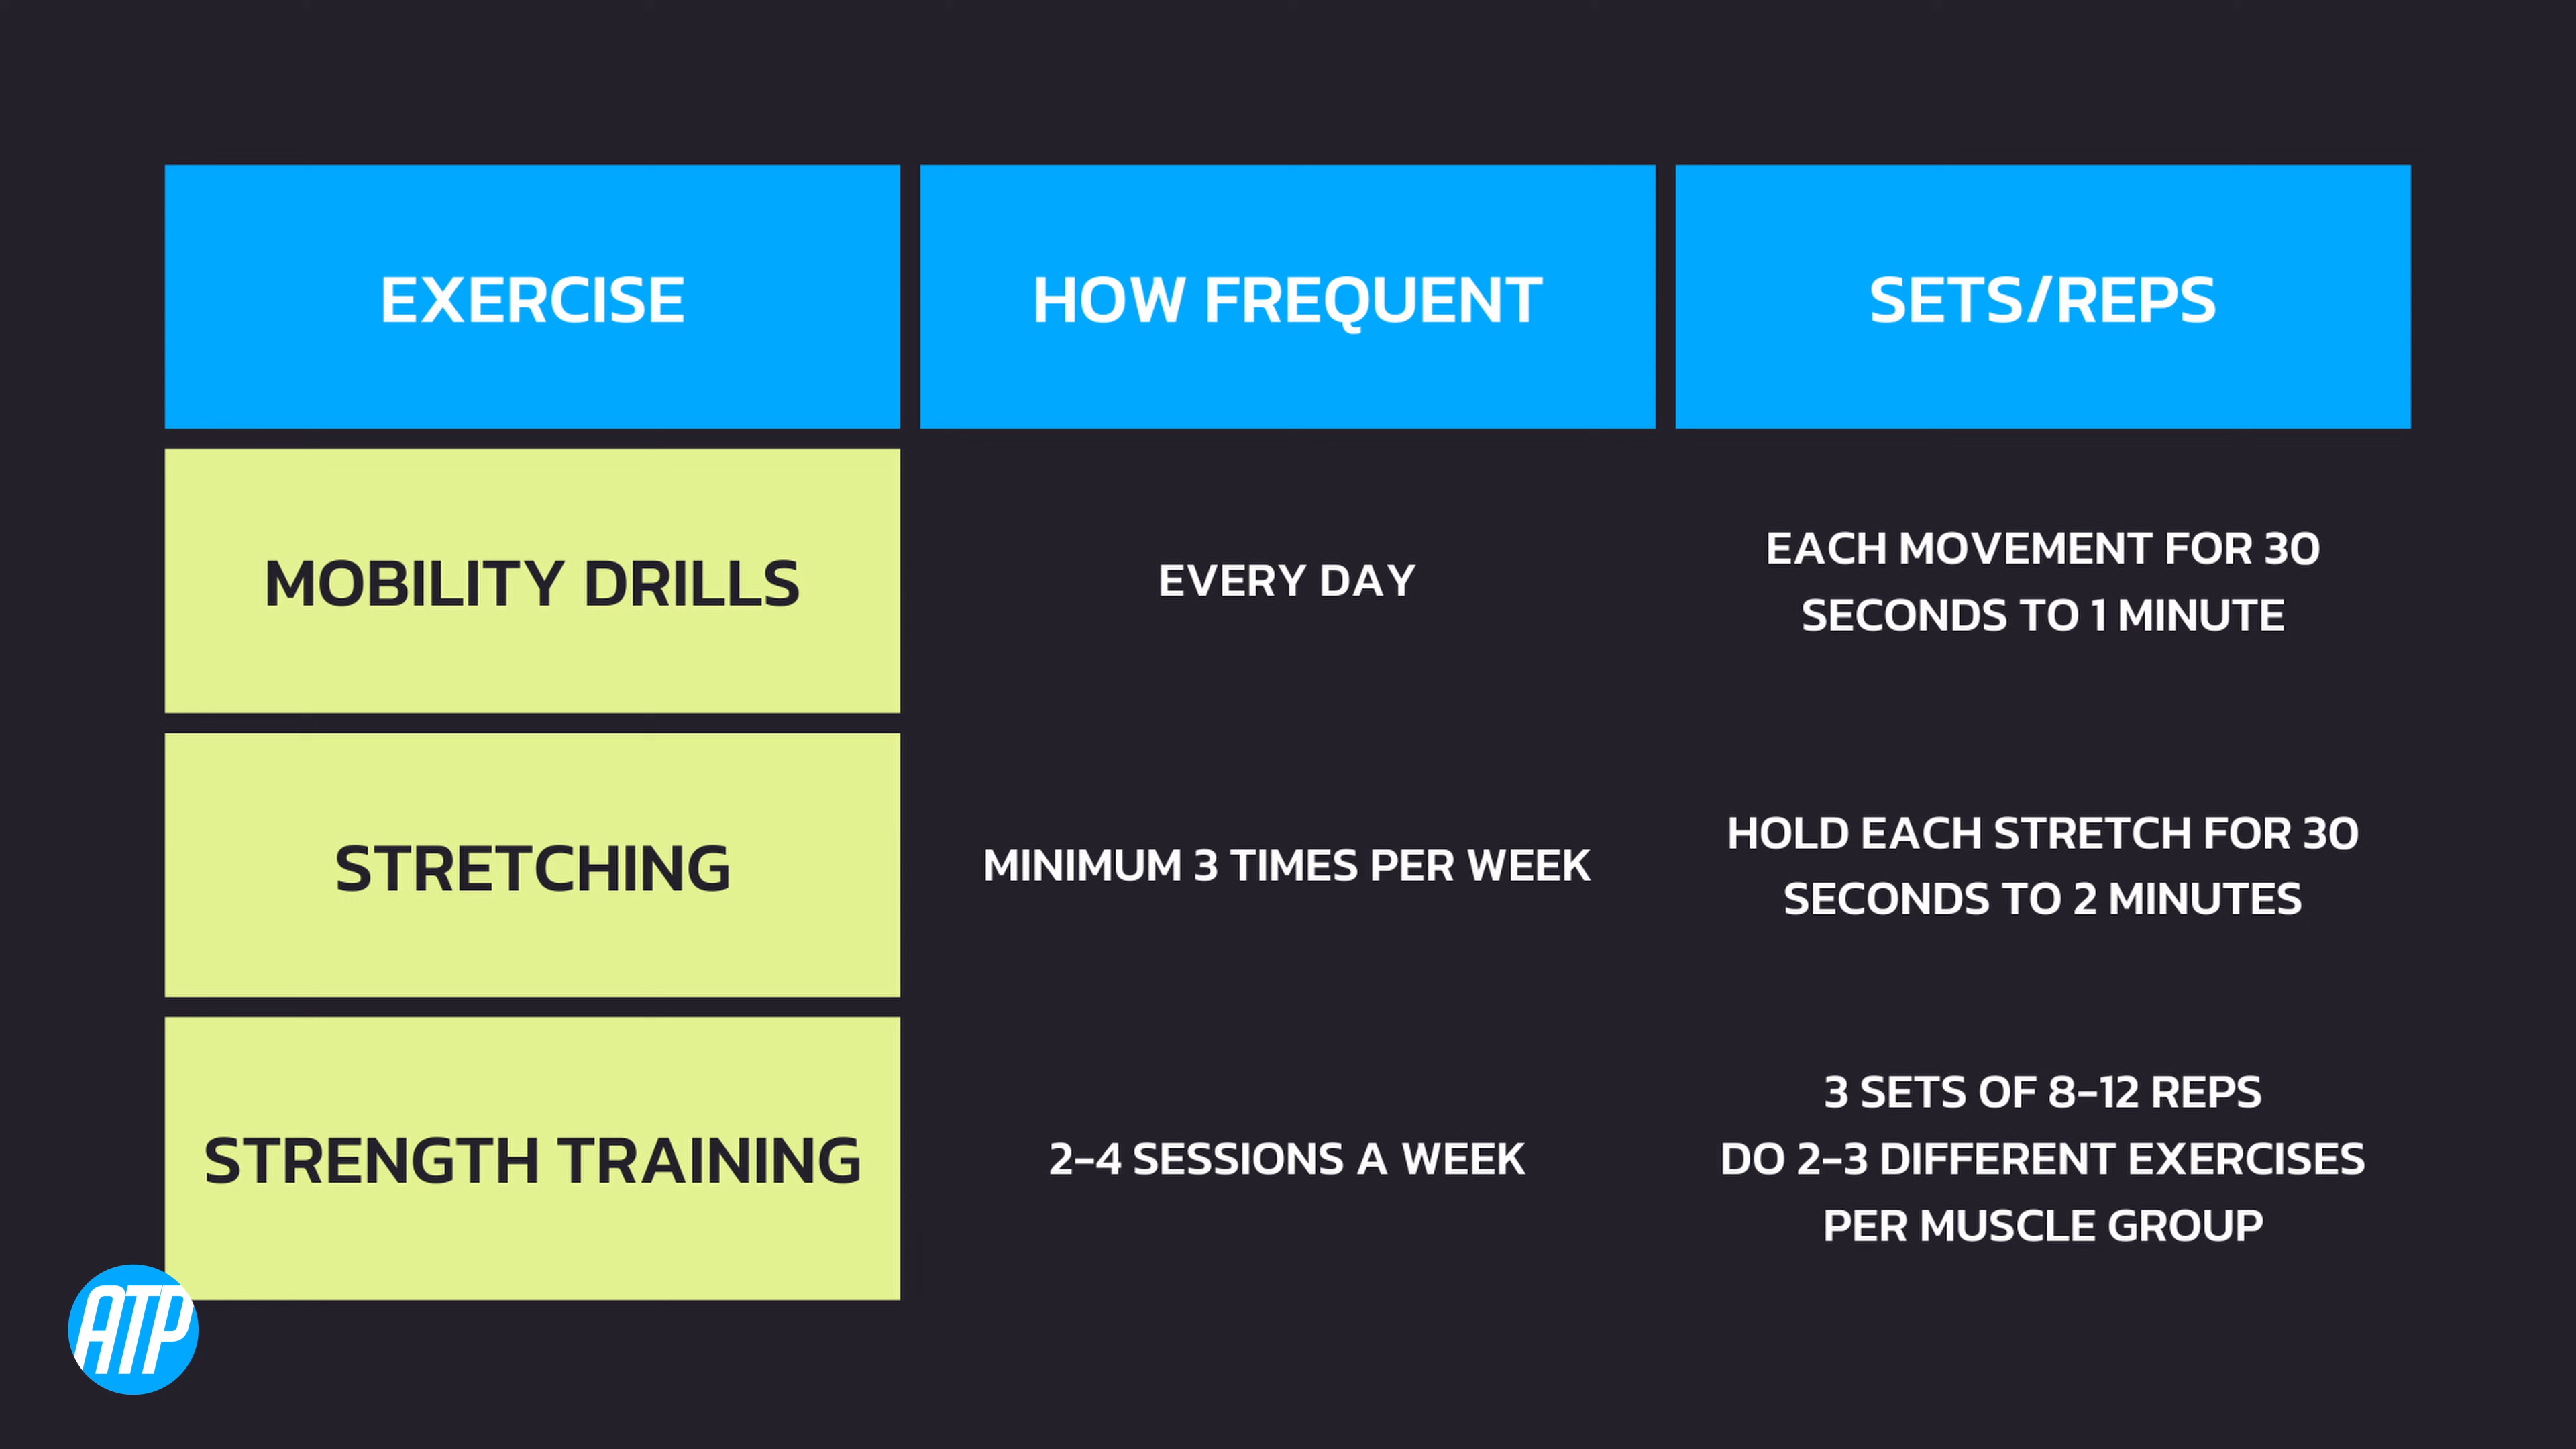 EXERCISE
HOW FREQUENT
SETS/REPS
MOBILITY DRILLS
EVERY DAY
EACH MOVEMENT FOR 30
SECONDS TO 1 MINUTE
STRETCHING
MINIMUM 3 TIMES PER WEEK
HOLD EACH STRETCH FOR 30
SECONDS TO 2 MINUTES
STRENGTH TRAINING
2-4 SESSIONS A WEEK
3 SETS OF 8-12 REPS
DO 2-3 DIFFERENT EXERCISES
PER MUSCLE GROUP
ATP